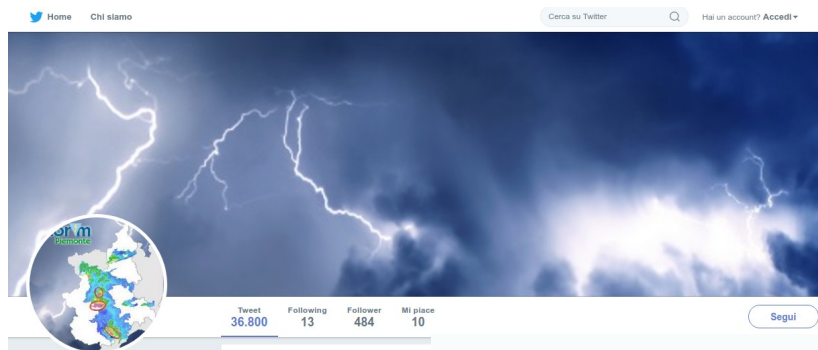 Home Chi siamo Cerca su Twitter Hai un account? Accedi
Piemonte
Tweet Following Follower Mi piace
36.800 13 484 10
Segui